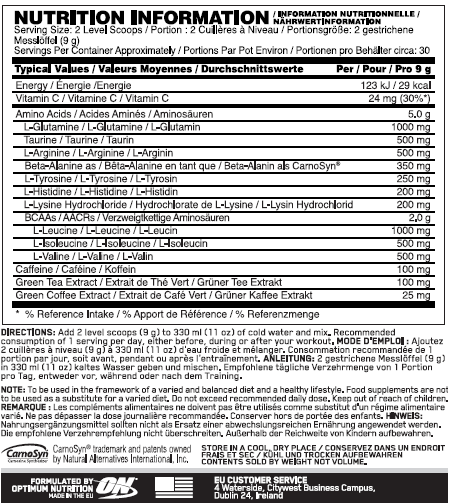 NUTRITION INFORMATION / INFORMATION NUTRITIONNELLE / NÄHRWERTINFORMATION
Serving Size: 2 Level Scoops / Portion : 2 Cuillères à Niveau / Portionsgröße: 2 gestrichene
Messlöffel (9 g)
Servings Per Container Approximately / Portions Par Pot Environ / Portionen pro Behälter circa: 30
Typical Values / Valeurs Moyennes / Durchschnittswerte Per / Pour / Pro 9 g
Energy / Énergie /Energie 123 kJ / 29 kcal
Vitamin C / Vitamine C / Vitamin C 24 mg (30%*)
Amino Acids / Acides Aminés / Aminosäuren 5.0 g
L-Glutamine / L-Glutamine / L-Glutamin 1000 mg
Taurine / Taurine / Taurin 500 mg
L-Arginine / L-Arginine / L-Arginin 500 mg
Beta-Alanine as / Bêta-Alanine en tant que / Beta-Alanin als CarnoSyn® 350 mg
L-Tyrosine / L-Tyrosine / L-Tyrosin 250 mg
L-Histidine / L-Histidine / L-Histidin 200 mg
L-Lysine Hydrochloride / Hydrochlorate de L-Lysine / L-Lysin Hydrochlorid 200 mg
BCAAs / AACRs / Verzweigtkettige Aminosäuren 2.0 g
L-Leucine / L-Leucine / L-Leucin 1000 mg
L-Isoleucine / L-Isoleucine / L-Isoleucin 500 mg
L-Valine / L-Valine / L-Valin 500 mg
Caffeine / Caféine / Koffein 100 mg
Green Tea Extract / Extrait de Thé Vert / Grüner Tee Extrakt 100 mg
Green Coffee Extract / Extrait de Café Vert / Grüner Kaffee Extrakt 25 mg
* % Reference Intake / % Apport de Référence / % Referenzmenge
DIRECTIONS: Add 2 level scoops (9 g) to 330 ml (11 oz) of cold water and mix. Recommended
consumption of 1 serving per day, either before, during or after your workout. MODE D'EMPLOI : Ajoutez
2 cuillères à niveau (9 g) à 330 ml (11 oz) d'eau froide et mélanger. Consommation recommandée de 1
portion par jour, soit avant, pendant ou après l'entraînement. ANLEITUNG: 2 gestrichene Messlöffel (9 g)
in 330 ml (11 oz) kaltes Wasser geben und mischen. Empfohlene tägliche Verzehrmenge von 1 Portion
pro Tag, entweder vor, während oder nach dem Training.
NOTE: To be used in the framework of a varied and balanced diet and a healthy lifestyle. Food supplements are not
to be used as a substitute for a varied diet. Do not exceed recommended daily dose. Keep out of reach of children.
REMARQUE : Les compléments alimentaires ne doivent pas être utilisés comme substitut d'un régime alimentaire
varié. Ne pas dépasser la dose journalière recommandée. Conserver hors de portée des enfants. HINWEIS:
Nahrungsergänzungsmittel sollten nicht als Ersatz einer abwechslungsreichen Ernährung angewendet werden.
Die empfohlene Verzehrempfehlung nicht überschreiten. Außerhalb der Reichweite von Kindern aufbewahren.
CarnoSyn
CarnoSyn® trademark and patents owned
by Natural Alternatives International, Inc.
STORE IN A COOL, DRY PLACE / CONSERVEZ DANS UN ENDROIT
FRAIS ET SEC / KÜHL UND TROCKEN AUFBEWAHREN
CONTENTS SOLD BY WEIGHT NOT VOLUME.
FORMULATED BY
OPTIMUM NUTRITION
MADE IN THE EU
ON
EU CUSTOMER SERVICE
4 Waterside, Citywest Business Campus,
Dublin 24, Ireland